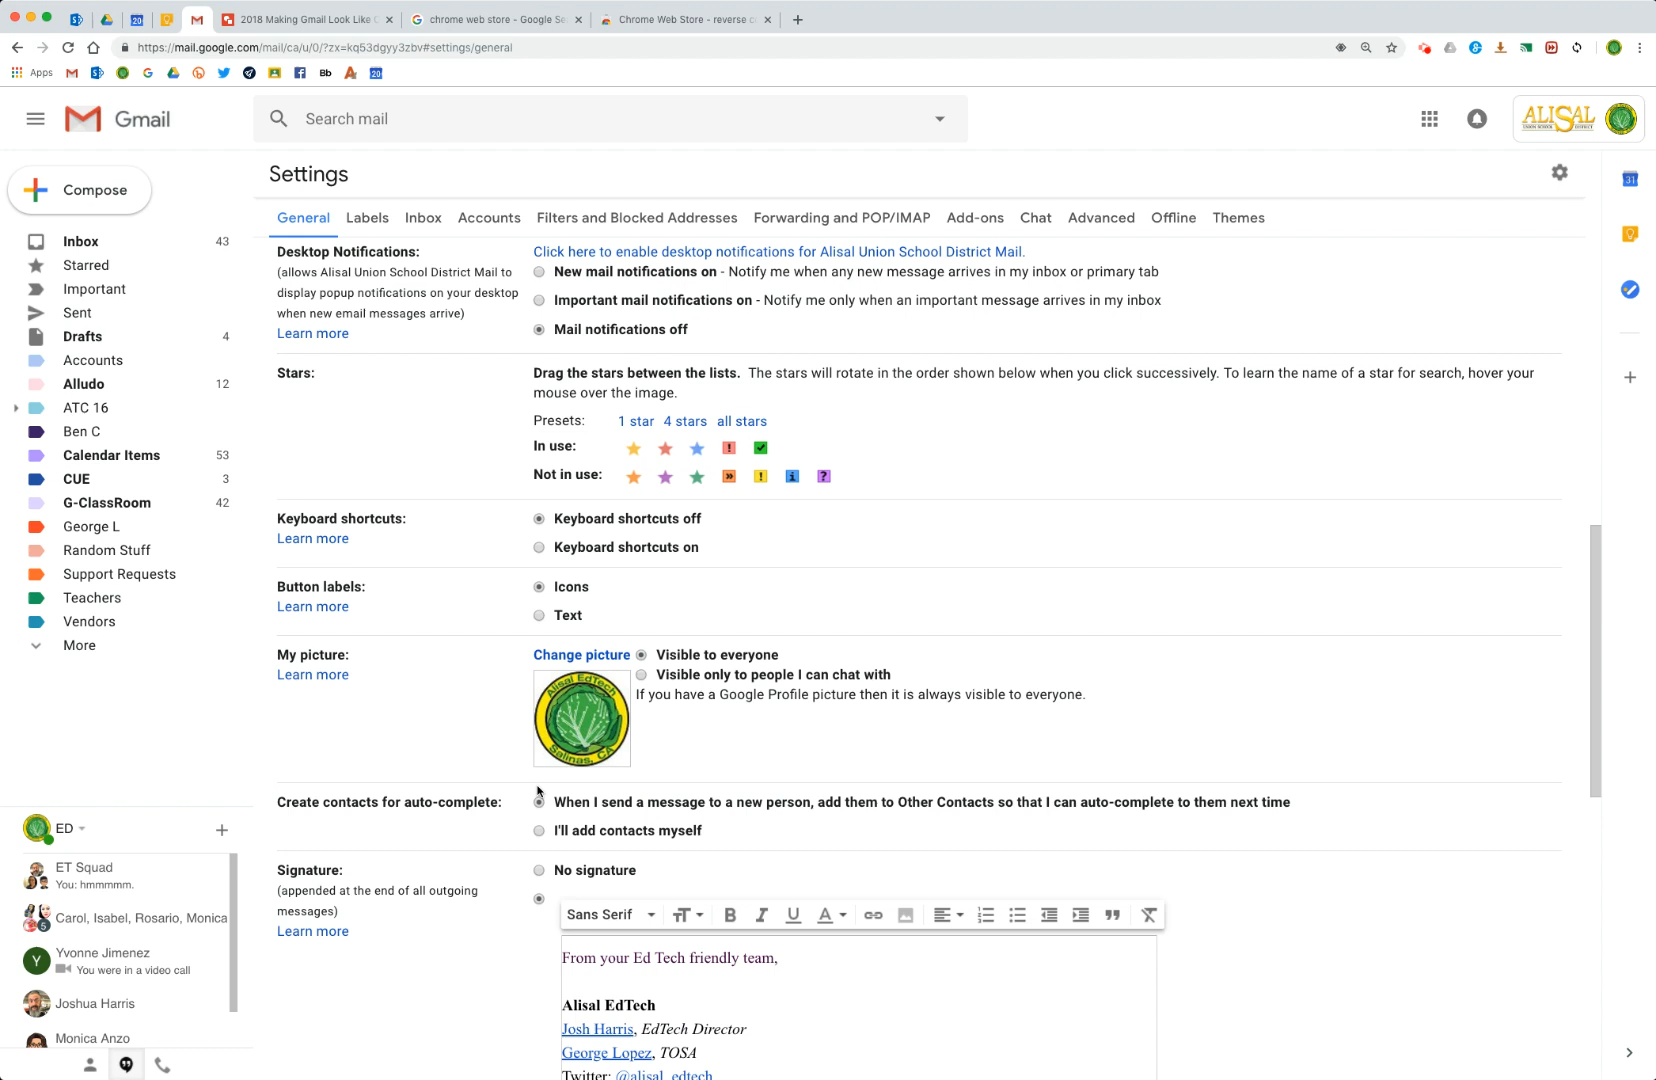 2018 Making Gmail Look Like
chrome web store - Google Se
Chrome Web Store - reverse c
https://mail.google.com/mail/ca/u/0/?zx=kq53dgyy3zbv#settings/general
Apps
Bb
20
Gmail
Search mail
ALISAL
UNION SCHOOL DISTRICT
Compose
Inbox 43
Starred
Important
Sent
Drafts 4
Accounts
Alludo 12
ATC 16
Ben C
Calendar Items 53
CUE 3
G-ClassRoom 42
George L
Random Stuff
Support Requests
Teachers
Vendors
More
ED
ET Squad
You: hmmmmm.
Carol, Isabel, Rosario, Monica
5
Y
Yvonne Jimenez
You were in a video call
Joshua Harris
Monica Anzo
Settings
General Labels Inbox Accounts Filters and Blocked Addresses Forwarding and POP/IMAP Add-ons Chat Advanced Offline Themes
Desktop Notifications:
(allows Alisal Union School District Mail to
display popup notifications on your desktop
when new email messages arrive)
Learn more
Click here to enable desktop notifications for Alisal Union School District Mail.
New mail notifications on - Notify me when any new message arrives in my inbox or primary tab
Important mail notifications on - Notify me only when an important message arrives in my inbox
Mail notifications off
Stars:
Drag the stars between the lists. The stars will rotate in the order shown below when you click successively. To learn the name of a star for search, hover your
mouse over the image.
Presets: 1 star 4 stars all stars
In use:
Not in use:
Keyboard shortcuts:
Learn more
Keyboard shortcuts off
Keyboard shortcuts on
Button labels:
Learn more
Icons
Text
My picture:
Learn more
Change picture
Visible to everyone
Visible only to people I can chat with
If you have a Google Profile picture then it is always visible to everyone.
Alisal EdTech
Salinas, CA
Create contacts for auto-complete:
When I send a message to a new person, add them to Other Contacts so that I can auto-complete to them next time
I'll add contacts myself
Signature:
(appended at the end of all outgoing
messages)
Learn more
No signature
Sans Serif
From your Ed Tech friendly team,
Alisal EdTech
Josh Harris, EdTech Director
George Lopez, TOSA
Twitter: @alisal_edtech
31